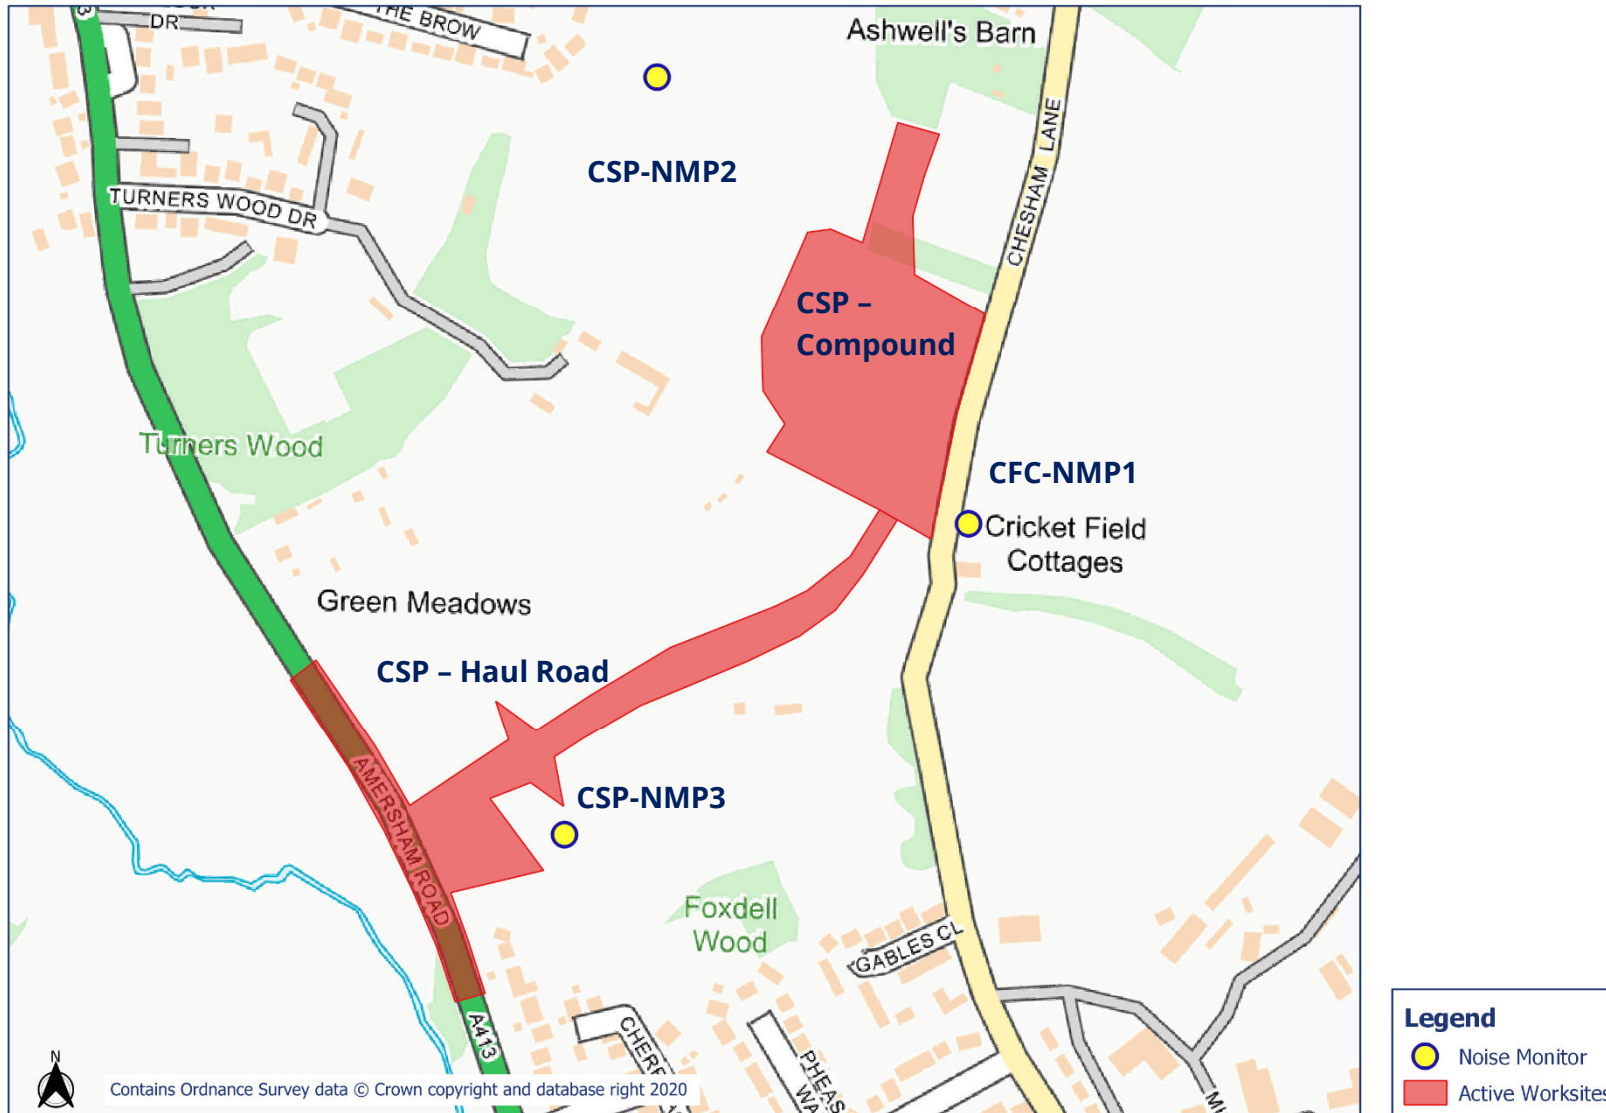 DR
THE BROW
Ashwell's Barn
CSP-NMP2
CHESHAM LANE
TURNERS WOOD DR
CSP –
Compound
Turners Wood
CFC-NMP1
Cricket Field
Cottages
Green Meadows
CSP – Haul Road
CSP-NMP3
AMERSHAM ROAD
Foxdell
Wood
GABLES CL
A413
N
Contains Ordnance Survey data © Crown copyright and database right 2020
Legend
Noise Monitor
Active Worksites